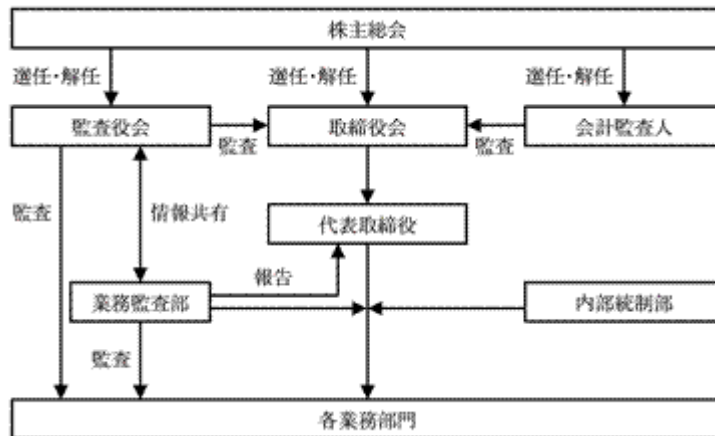 株主総会
選任・解任
選任・解任
選任・解任
監査役会
取締役会
会計監査人
監査
監査
監査
情報共有
代表取締役
報告
業務監査部
内部統制部
監査
各業務部門